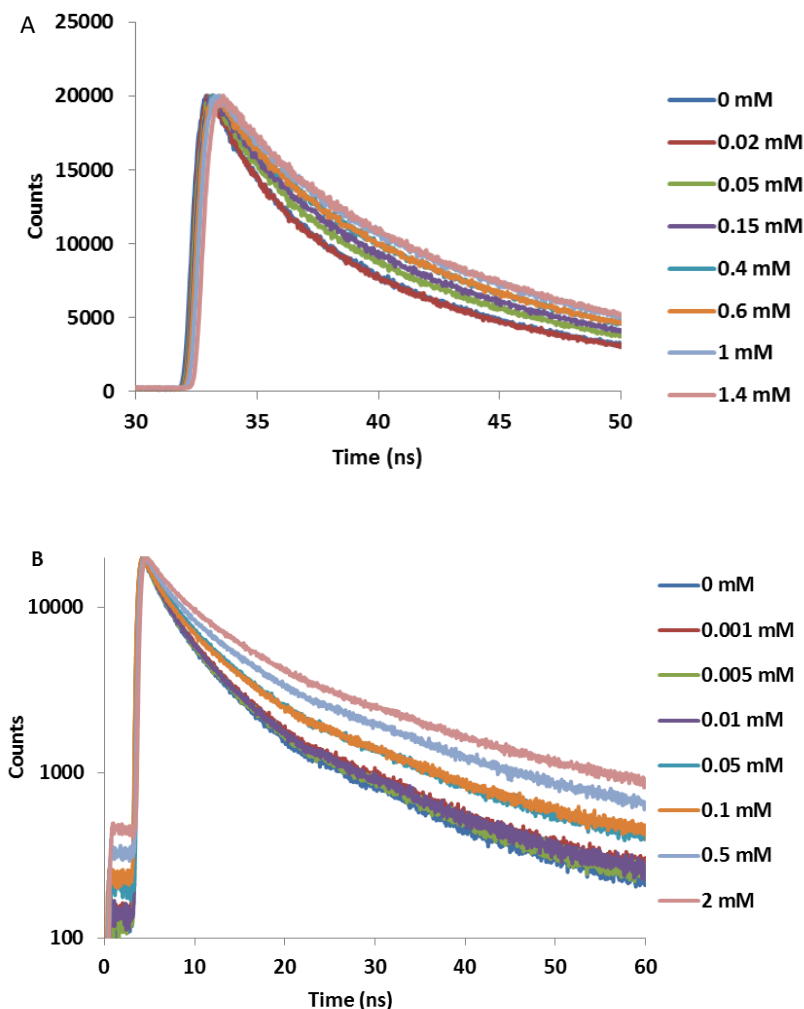 A
25000
20000
15000
10000
5000
0
Counts
30 35 40 45 50
Time (ns)
0 mM
0.02 mM
0.05 mM
0.15 mM
0.4 mM
0.6 mM
1 mM
1.4 mM
B
10000
1000
100
Counts
0 10 20 30 40 50 60
Time (ns)
0 mM
0.001 mM
0.005 mM
0.01 mM
0.05 mM
0.1 mM
0.5 mM
2 mM